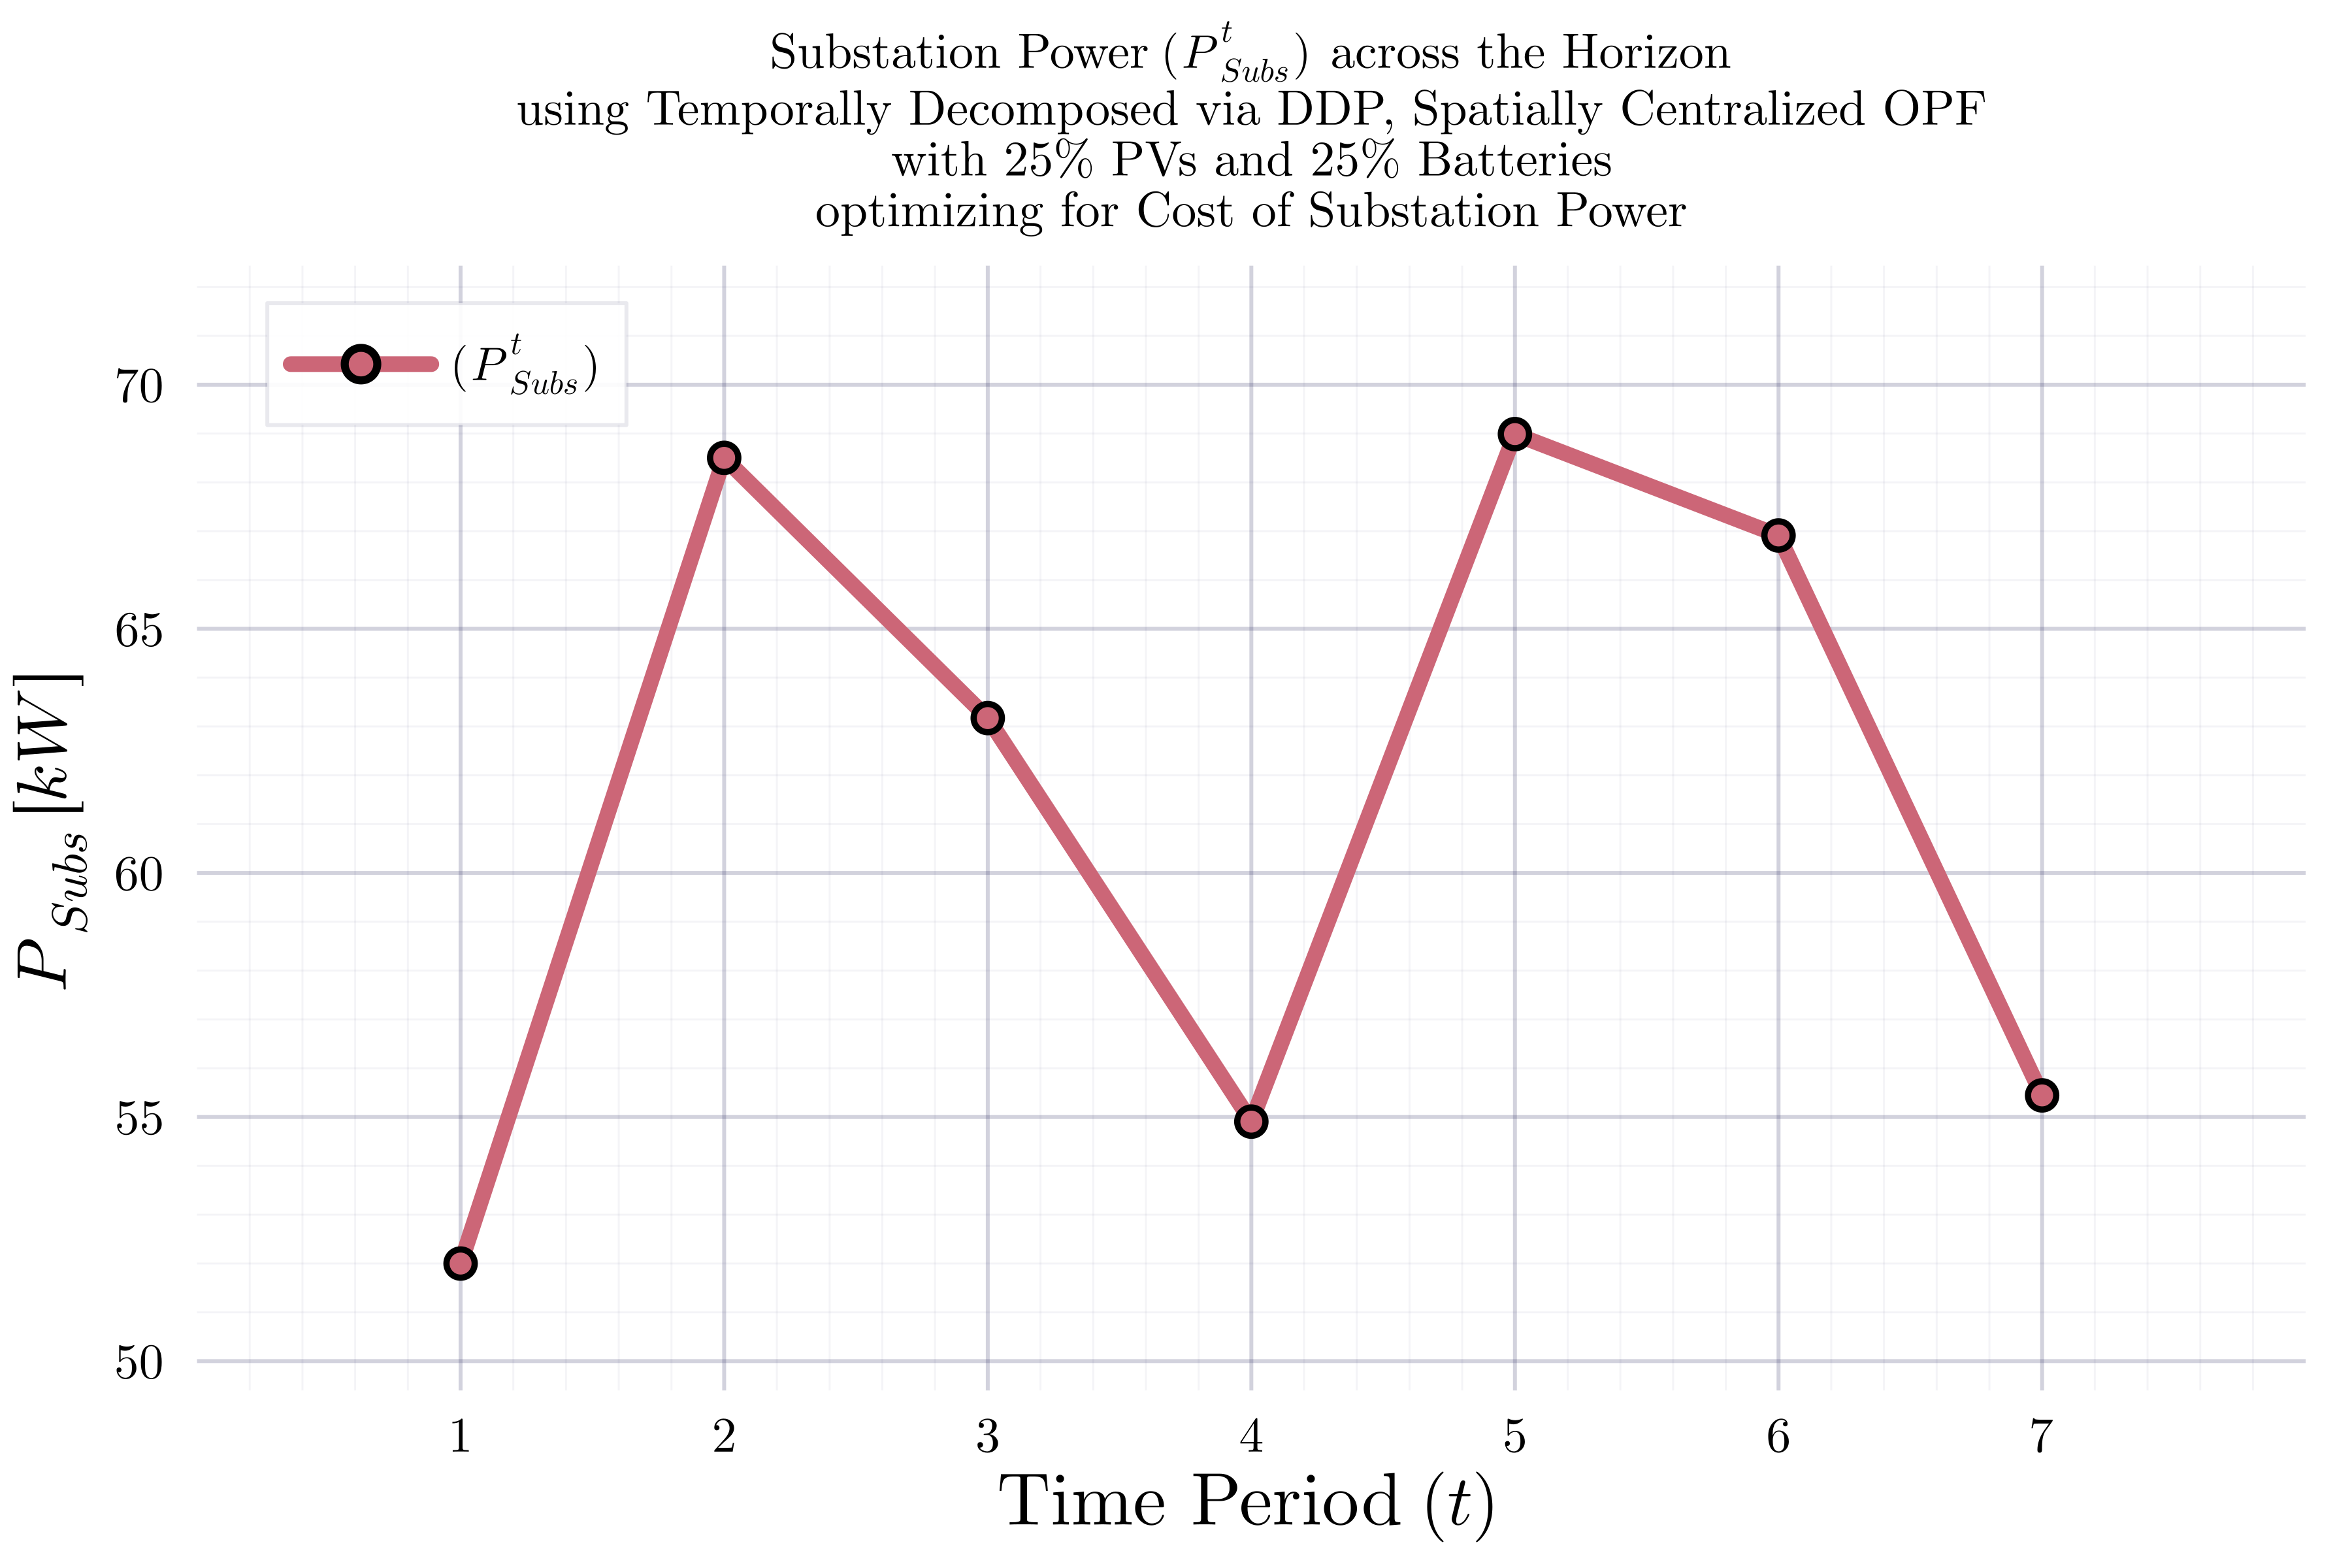 Substation Power (P^t_Subs) across the Horizon
using Temporally Decomposed via DDP, Spatially Centralized OPF
with 25% PVs and 25% Batteries
optimizing for Cost of Substation Power
(P^t_Subs)
70
65
60
55
50
P_Subs [kW]
1 2 3 4 5 6 7
Time Period (t)